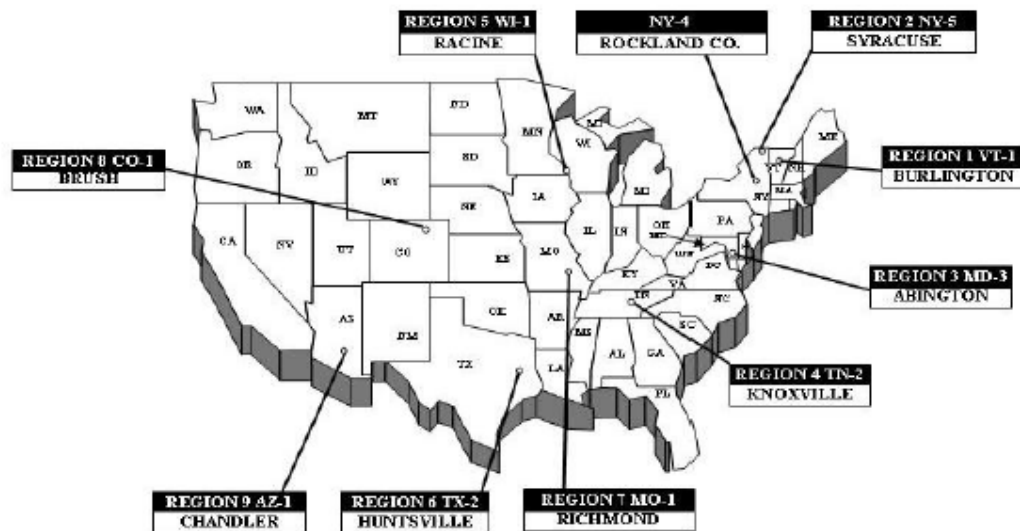 REGION 5 WI-1
RACINE
NY-4
ROCKLAND CO.
REGION 2 NY-5
SYRACUSE
REGION 8 CO-1
BRUSH
REGION 1 VT-1
BURLINGTON
REGION 3 MD-3
ABINGTON
REGION 4 TN-2
KNOXVILLE
REGION 9 AZ-1
CHANDLER
REGION 6 TX-2
HUNTSVILLE
REGION 7 MO-1
RICHMOND
WA
MT
ND
MN
WI
MI
ME
OR
ID
WY
SD
IA
MI
NY
MA
NE
CA
NV
UT
CO
KS
MO
IL
IN
OH
PA
KY
VA
TN
NC
AZ
NM
OK
AR
MS
AL
GA
SC
TX
LA
FL